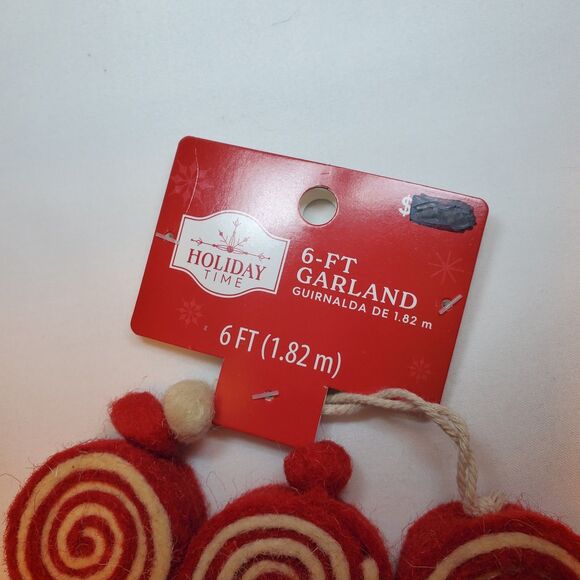 $
HOLIDAY
TIME
6-FT
GARLAND
GUIRNALDA DE 1.82 m
6 FT (1.82 m)